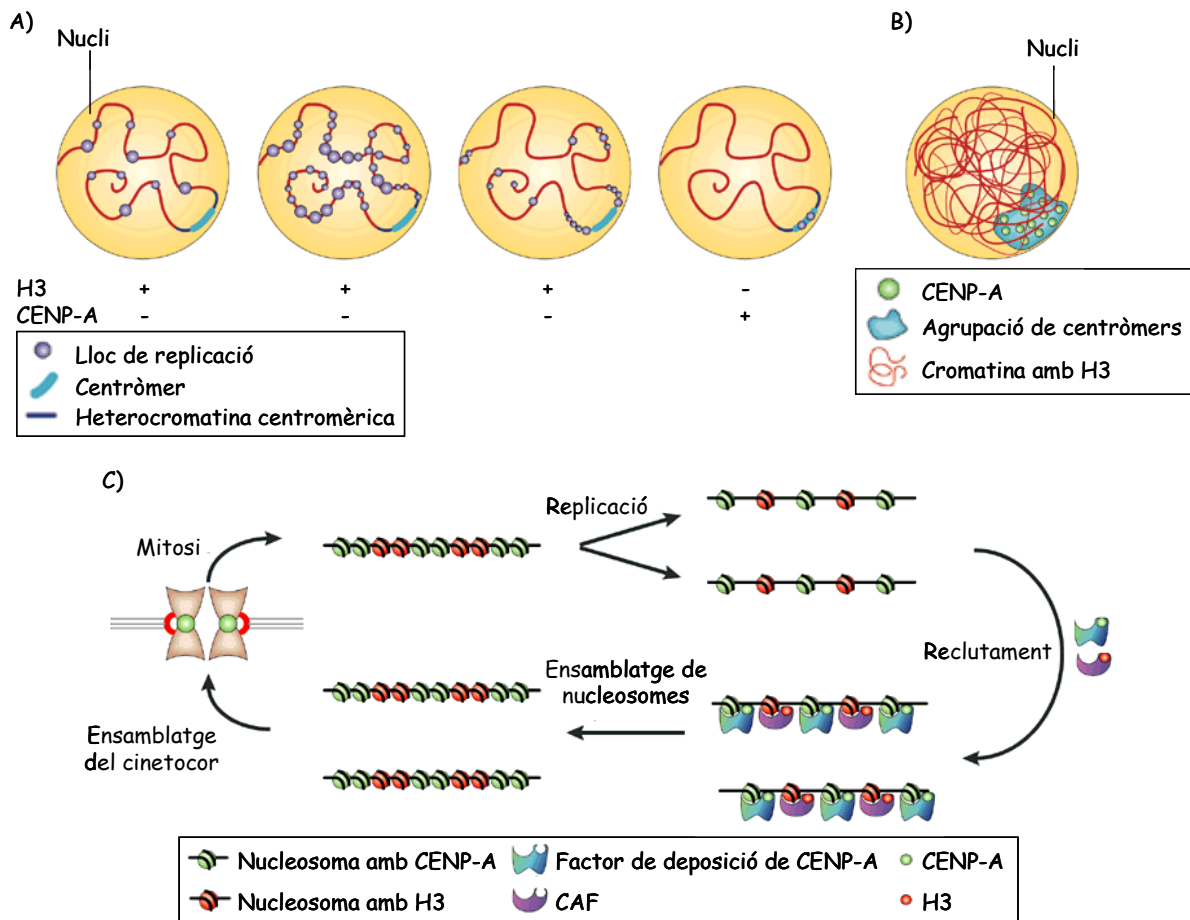 A)
Nucli
H3 + + + -
CENP-A - - - +
Lloc de replicació
Centròmer
Heterocromatina centromèrica
B)
Nucli
CENP-A
Agrupació de centròmers
Cromatina amb H3
C)
Mitosi
Replicació
Reclutament
Ensamblatge de
nucleosomes
Ensamblatge
del cinetocor
Nucleosoma amb CENP-A
Factor de deposició de CENP-A
CENP-A
Nucleosoma amb H3
CAF
H3